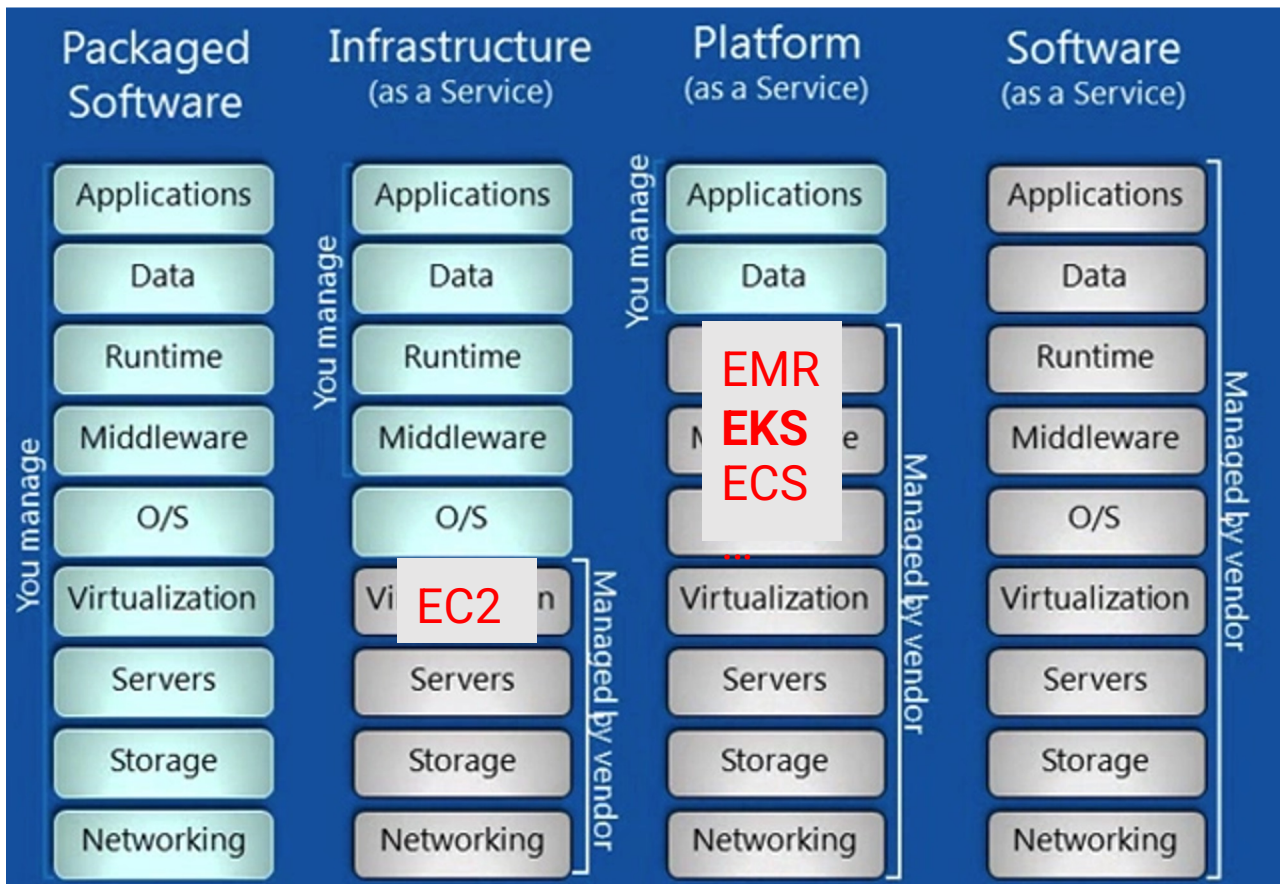 Packaged
Software
You manage
Applications
Data
Runtime
Middleware
O/S
Virtualization
Servers
Storage
Networking
Infrastructure
(as a Service)
You manage
Applications
Data
Runtime
Middleware
O/S
EC2
Servers
Storage
Networking
Managed by vendor
Platform
(as a Service)
You manage
Applications
Data
EMR
EKS
ECS
...
Virtualization
Servers
Storage
Networking
Managed by vendor
Software
(as a Service)
Applications
Data
Runtime
Middleware
O/S
Virtualization
Servers
Storage
Networking
Managed by vendor